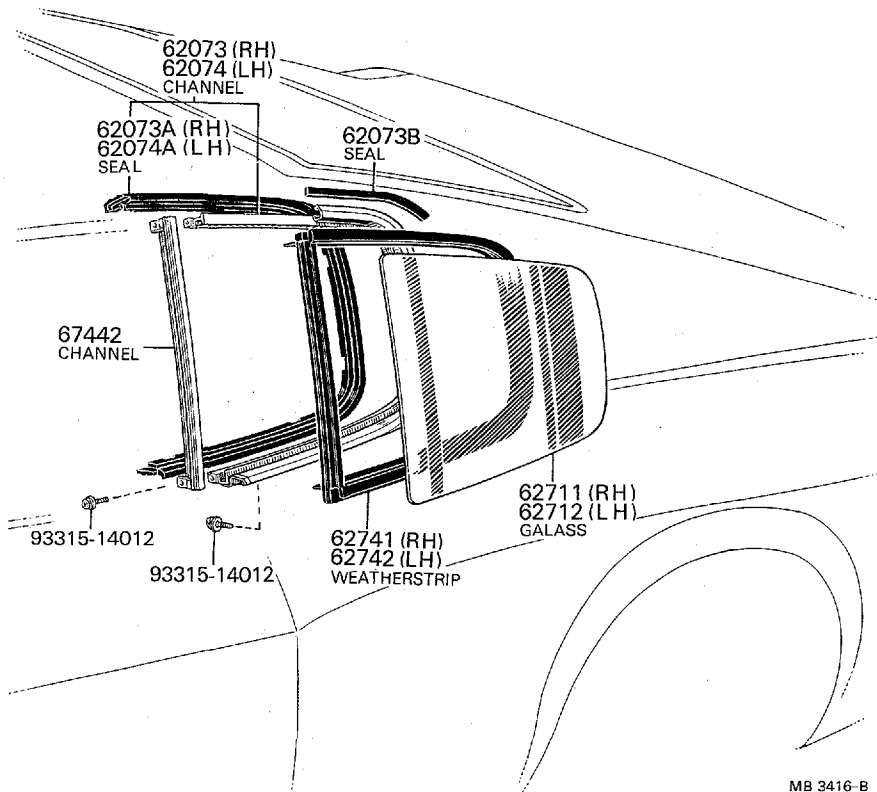 62073 (RH)
62074 (LH)
CHANNEL
62073A (RH)
62074A (LH)
SEAL
62073B
SEAL
67442
CHANNEL
93315-14012
93315-14012
62741 (RH)
62742 (LH)
WEATHERSTRIP
62711 (RH)
62712 (LH)
GALASS
MB 3416-B